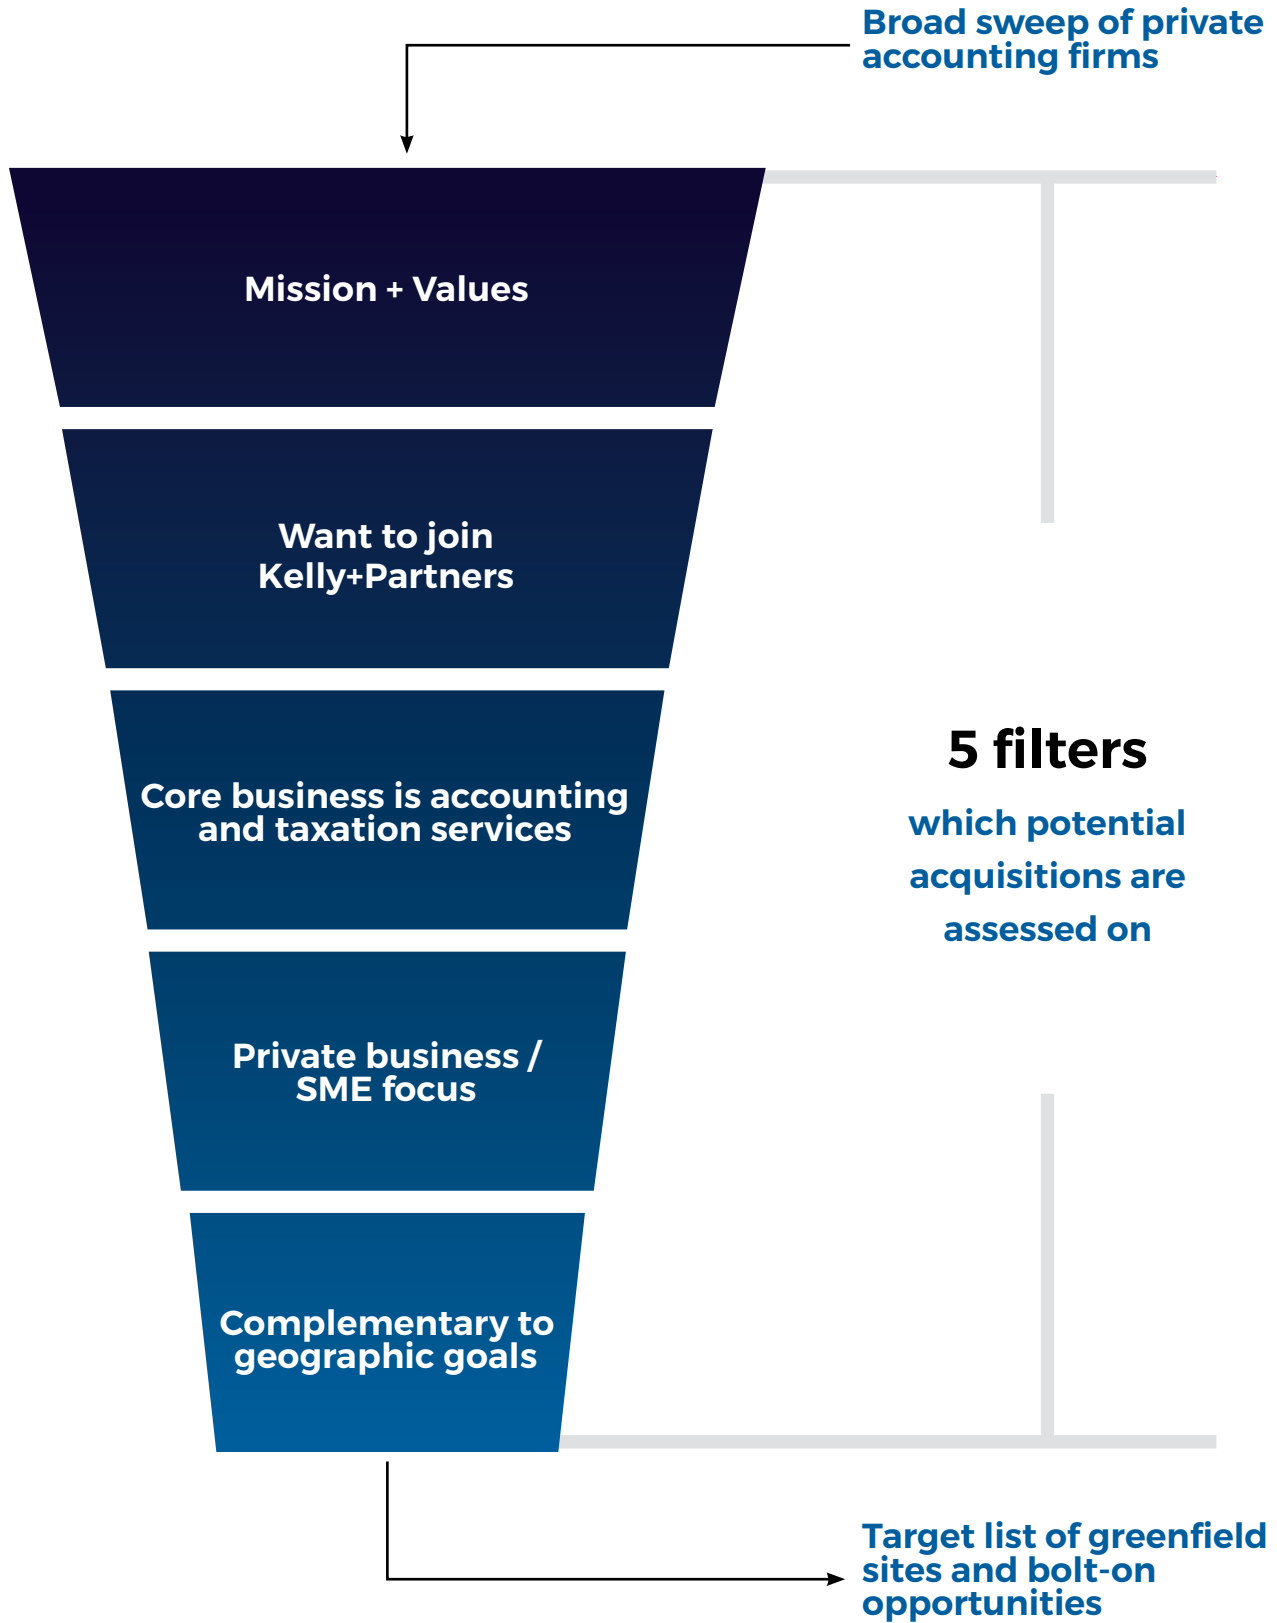 Broad sweep of private
accounting firms
Mission + Values
Want to join
Kelly+Partners
Core business is accounting
and taxation services
5 filters
which potential
acquisitions are
assessed on
Private business /
SME focus
Complementary to
geographic goals
Target list of greenfield
sites and bolt-on
opportunities